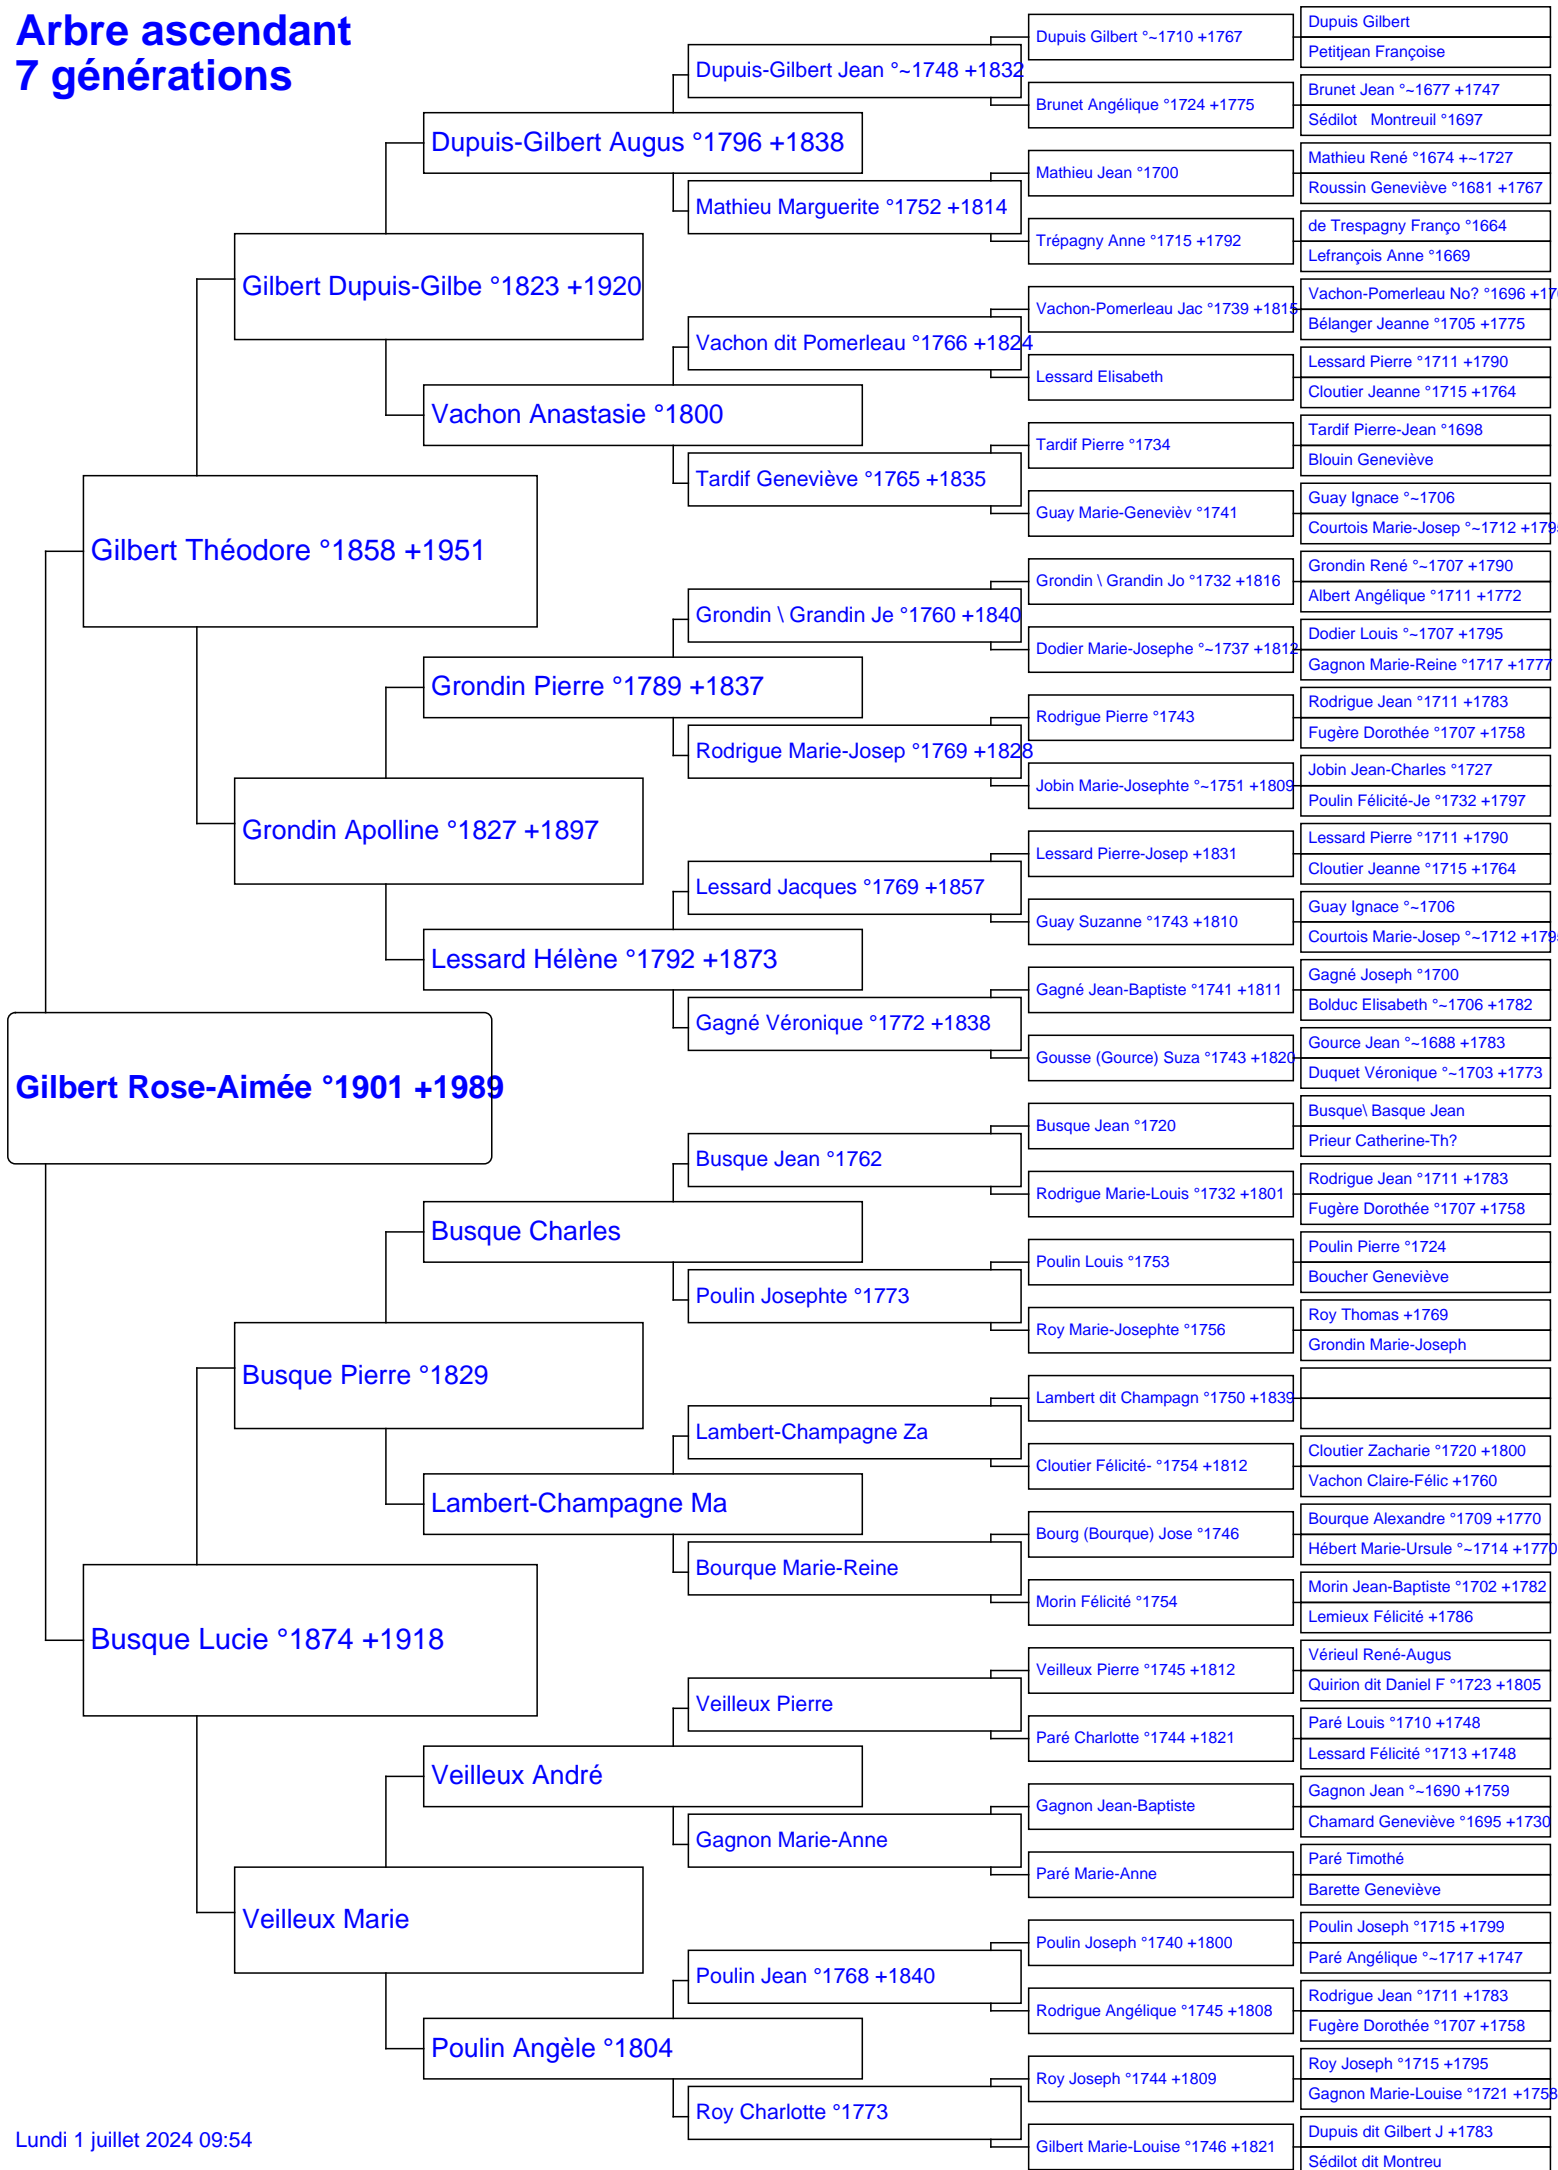 Arbre ascendant
7 générations
Gilbert Rose-Aimée °1901 +1989
Gilbert Théodore °1858 +1951
Busque Lucie °1874 +1918
Gilbert Dupuis-Gilbe °1823 +1920
Grondin Apolline °1827 +1897
Busque Pierre °1829
Veilleux Marie
Dupuis-Gilbert Augus °1796 +1838
Vachon Anastasie °1800
Grondin Pierre °1789 +1837
Lessard Hélène °1792 +1873
Busque Charles
Lambert-Champagne Ma
Veilleux André
Poulin Angèle °1804
Dupuis-Gilbert Jean °~1748 +1832
Mathieu Marguerite °1752 +1814
Vachon dit Pomerleau °1766 +1824
Tardif Geneviève °1765 +1835
Grondin \ Grandin Je °1760 +1840
Rodrigue Marie-Josep °1769 +1828
Lessard Jacques °1769 +1857
Gagné Véronique °1772 +1838
Busque Jean °1762
Poulin Josephte °1773
Lambert-Champagne Za
Bourque Marie-Reine
Veilleux Pierre
Gagnon Marie-Anne
Poulin Jean °1768 +1840
Roy Charlotte °1773
Dupuis Gilbert °~1710 +1767
Brunet Angélique °1724 +1775
Mathieu Jean °1700
Trépagny Anne °1715 +1792
Vachon-Pomerleau Jac °1739 +1815
Lessard Elisabeth
Tardif Pierre °1734
Guay Marie-Genevièv °1741
Grondin \ Grandin Jo °1732 +1816
Dodier Marie-Josephe °~1737 +1812
Rodrigue Pierre °1743
Jobin Marie-Josephte °~1751 +1809
Lessard Pierre-Josep +1831
Guay Suzanne °1743 +1810
Gagné Jean-Baptiste °1741 +1811
Gousse (Gource) Suza °1743 +1820
Busque Jean °1720
Rodrigue Marie-Louis °1732 +1801
Poulin Louis °1753
Roy Marie-Josephte °1756
Lambert dit Champagn °1750 +1839
Cloutier Félicité- °1754 +1812
Bourg (Bourque) Jose °1746
Morin Félicité °1754
Veilleux Pierre °1745 +1812
Paré Charlotte °1744 +1821
Gagnon Jean-Baptiste
Paré Marie-Anne
Poulin Joseph °1740 +1800
Rodrigue Angélique °1745 +1808
Roy Joseph °1744 +1809
Gilbert Marie-Louise °1746 +1821
Dupuis Gilbert
Petitjean Françoise
Brunet Jean °~1677 +1747
Sédilot Montreuil °1697
Mathieu René °1674 +~1727
Roussin Geneviève °1681 +1767
de Trespagny Franço °1664
Lefrançois Anne °1669
Vachon-Pomerleau No? °1696
Bélanger Jeanne °1705 +1775
Lessard Pierre °1711 +1790
Cloutier Jeanne °1715 +1764
Tardif Pierre-Jean °1698
Blouin Geneviève
Guay Ignace °~1706
Courtois Marie-Josep °~1712
Grondin René °~1707 +1790
Albert Angélique °1711 +1772
Dodier Louis °~1707 +1795
Gagnon Marie-Reine °1717 +1777
Rodrigue Jean °1711 +1783
Fugère Dorothée °1707 +1758
Jobin Jean-Charles °1727
Poulin Félicité-Je °1732 +1797
Lessard Pierre °1711 +1790
Cloutier Jeanne °1715 +1764
Guay Ignace °~1706
Courtois Marie-Josep °~1712
Gagné Joseph °1700
Bolduc Elisabeth °~1706 +1782
Gource Jean °~1688 +1783
Duquet Véronique °~1703 +1773
Busque\ Basque Jean
Prieur Catherine-Th?
Rodrigue Jean °1711 +1783
Fugère Dorothée °1707 +1758
Poulin Pierre °1724
Boucher Geneviève
Roy Thomas +1769
Grondin Marie-Joseph
Cloutier Zacharie °1720 +1800
Vachon Claire-Félic +1760
Bourque Alexandre °1709 +1770
Hébert Marie-Ursule °~1714 +1770
Morin Jean-Baptiste °1702 +1782
Lemieux Félicité +1786
Vérieul René-Augus
Quirion dit Daniel F °1723 +1805
Paré Louis °1710 +1748
Lessard Félicité °1713 +1748
Gagnon Jean °~1690 +1759
Chamard Geneviève °1695 +1730
Paré Timothé
Barette Geneviève
Poulin Joseph °1715 +1799
Paré Angélique °~1717 +1747
Rodrigue Jean °1711 +1783
Fugère Dorothée °1707 +1758
Roy Joseph °1715 +1795
Gagnon Marie-Louise °1721 +1758
Dupuis dit Gilbert J +1783
Sédilot dit Montreu
Lundi 1 juillet 2024 09:54